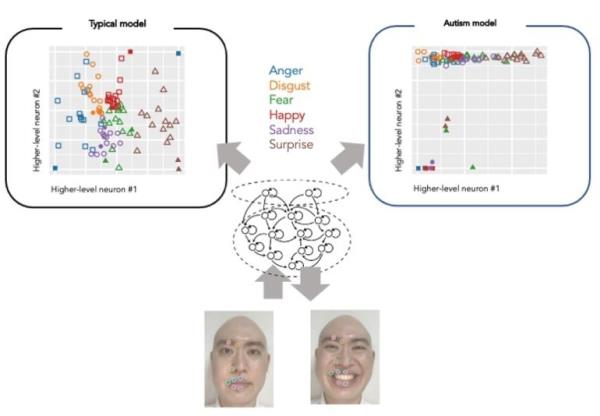 Typical model
Autism model
Higher-level neuron #2
Higher-level neuron #1
Anger
Disgust
Fear
Happy
Sadness
Surprise
Higher-level neuron #2
Higher-level neuron #1